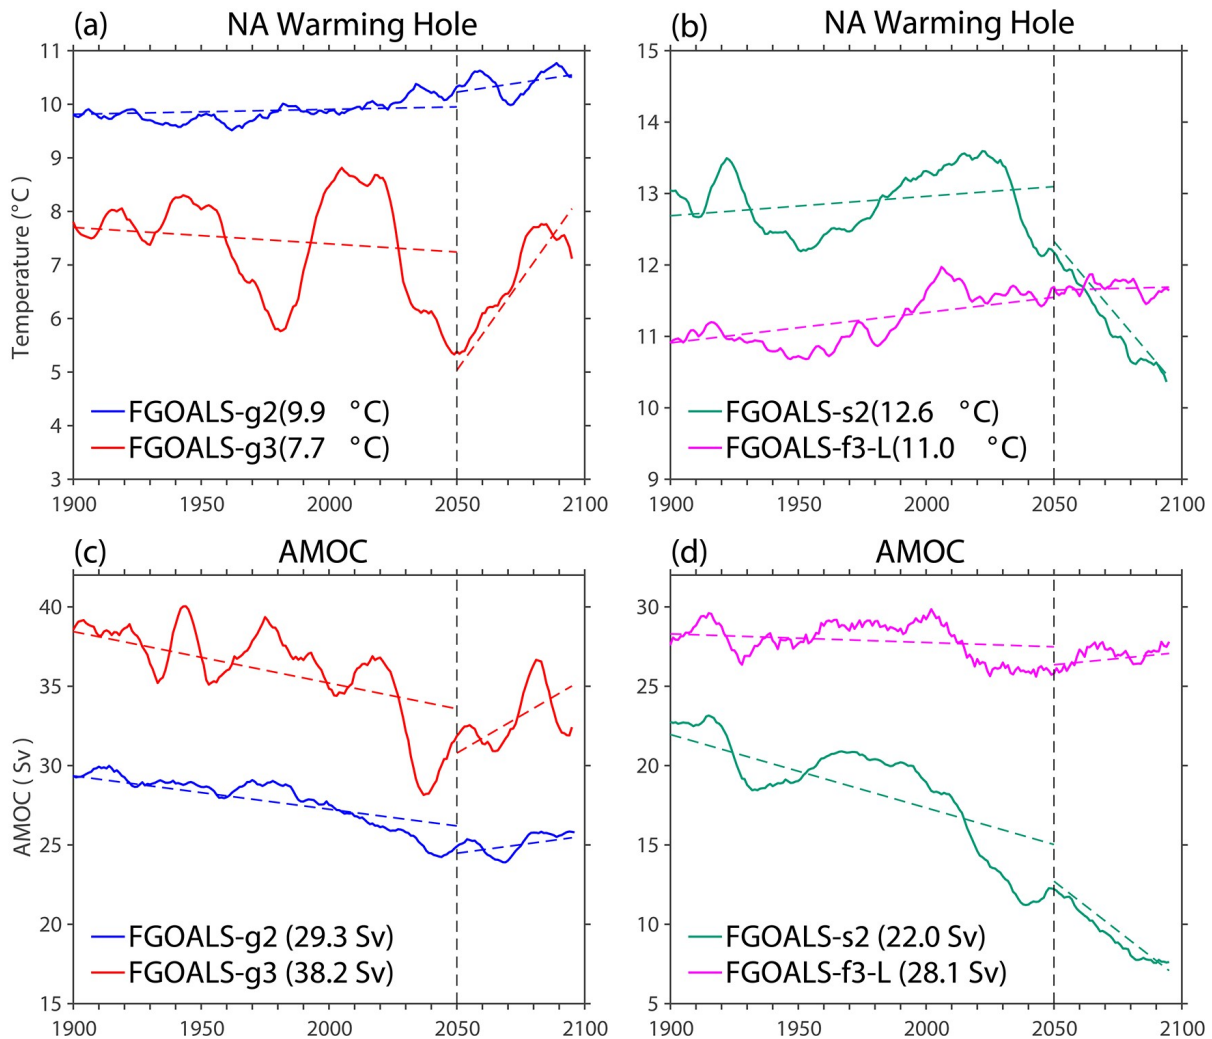 (a) NA Warming Hole
11
10
9
8
7
6
5
4
3
Temperature (°C )
FGOALS-g2(9.9 °C)
FGOALS-g3(7.7 °C)
1900 1950 2000 2050 2100
(b) NA Warming Hole
15
14
13
12
11
10
9
FGOALS-s2(12.6 °C)
FGOALS-f3-L(11.0 °C)
1900 1950 2000 2050 2100
(c) AMOC
40
35
30
25
20
15
AMOC ( Sv )
FGOALS-g2 (29.3 Sv)
FGOALS-g3 (38.2 Sv)
1900 1950 2000 2050 2100
(d) AMOC
30
25
20
15
10
5
FGOALS-s2 (22.0 Sv)
FGOALS-f3-L (28.1 Sv)
1900 1950 2000 2050 2100